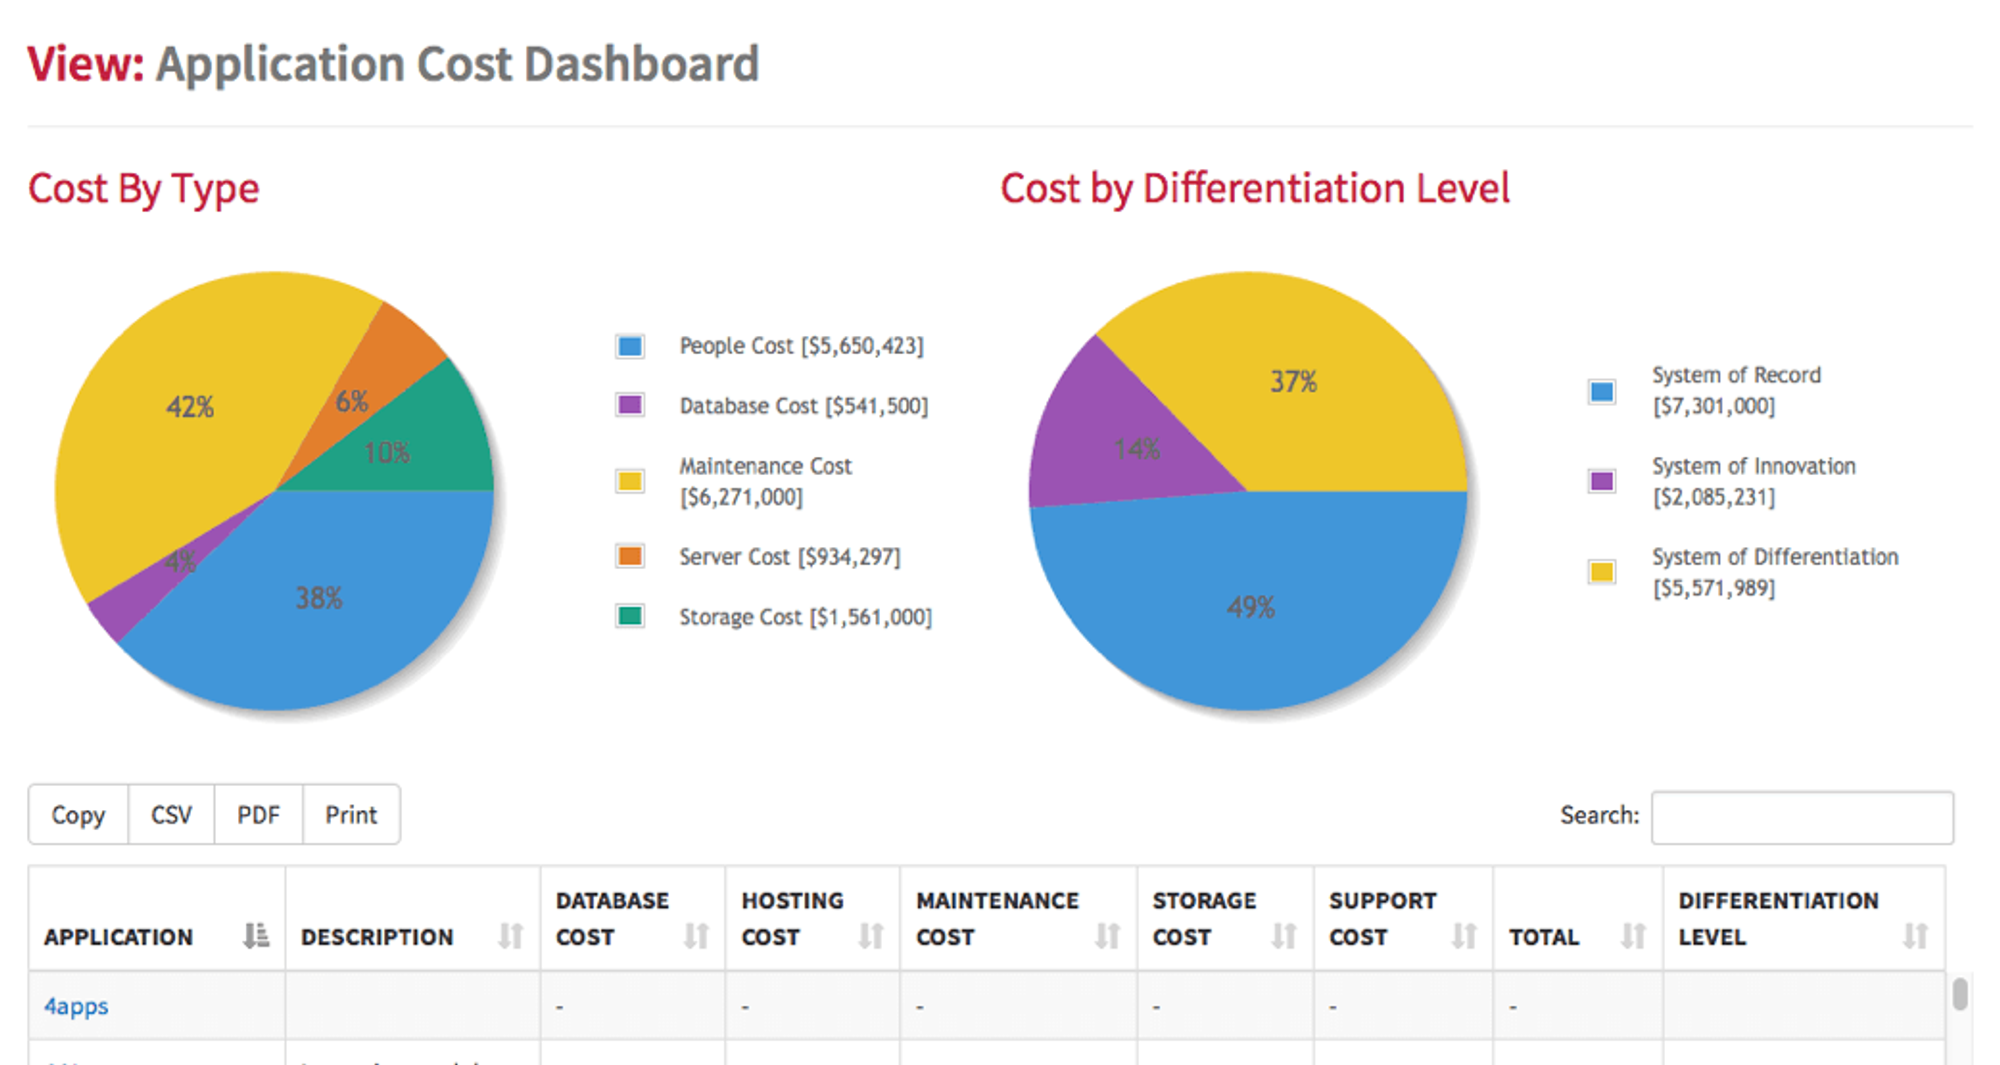 View: Application Cost Dashboard
Cost By Type
Cost by Differentiation Level
42%
6%
10%
4%
38%
People Cost [$5,650,423]
Database Cost [$541,500]
Maintenance Cost
[$6,271,000]
Server Cost [$934,297]
Storage Cost [$1,561,000]
37%
14%
49%
System of Record
[$7,301,000]
System of Innovation
[$2,085,231]
System of Differentiation
[$5,571,989]
Copy CSV PDF Print
Search:
APPLICATION
DESCRIPTION
DATABASE
COST
HOSTING
COST
MAINTENANCE
COST
STORAGE
COST
SUPPORT
COST
TOTAL
DIFFERENTIATION
LEVEL
4apps - - - - - -